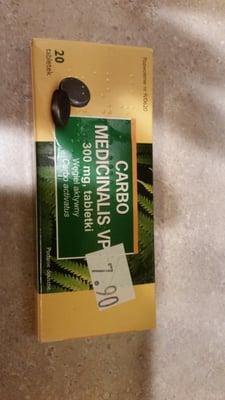 20
tabletek
CARBO
MEDICINALIS VP
300 mg, tabletki
Węgiel aktywny
Carbo activatus
7.90